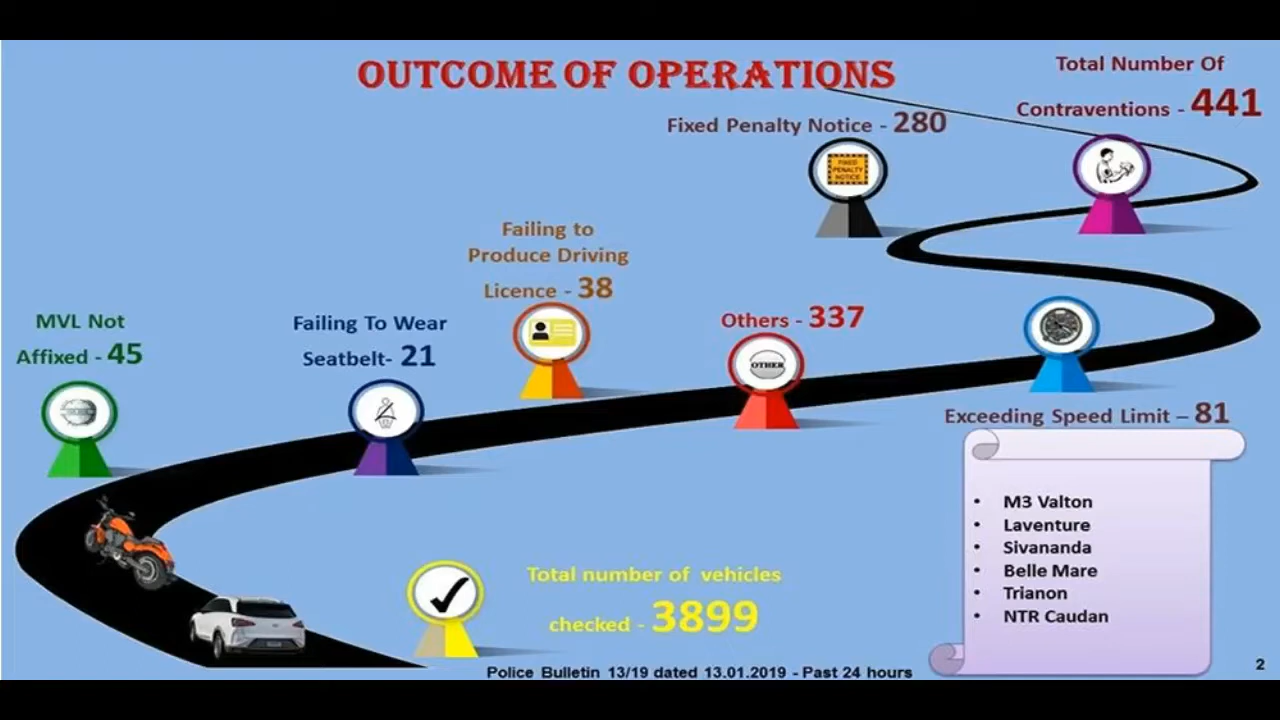 OUTCOME OF OPERATIONS
Total Number Of
Contraventions - 441
Fixed Penalty Notice - 280
FIXED
PENALTY
NOTICE
Failing to
Produce Driving
Licence - 38
MVL Not
Affixed - 45
Failing To Wear
Seatbelt- 21
Others - 337
OTHER
Exceeding Speed Limit – 81
• M3 Valton
• Laventure
• Sivananda
• Belle Mare
• Trianon
• NTR Caudan
Total number of vehicles
checked - 3899
Police Bulletin 13/19 dated 13.01.2019 - Past 24 hours
2